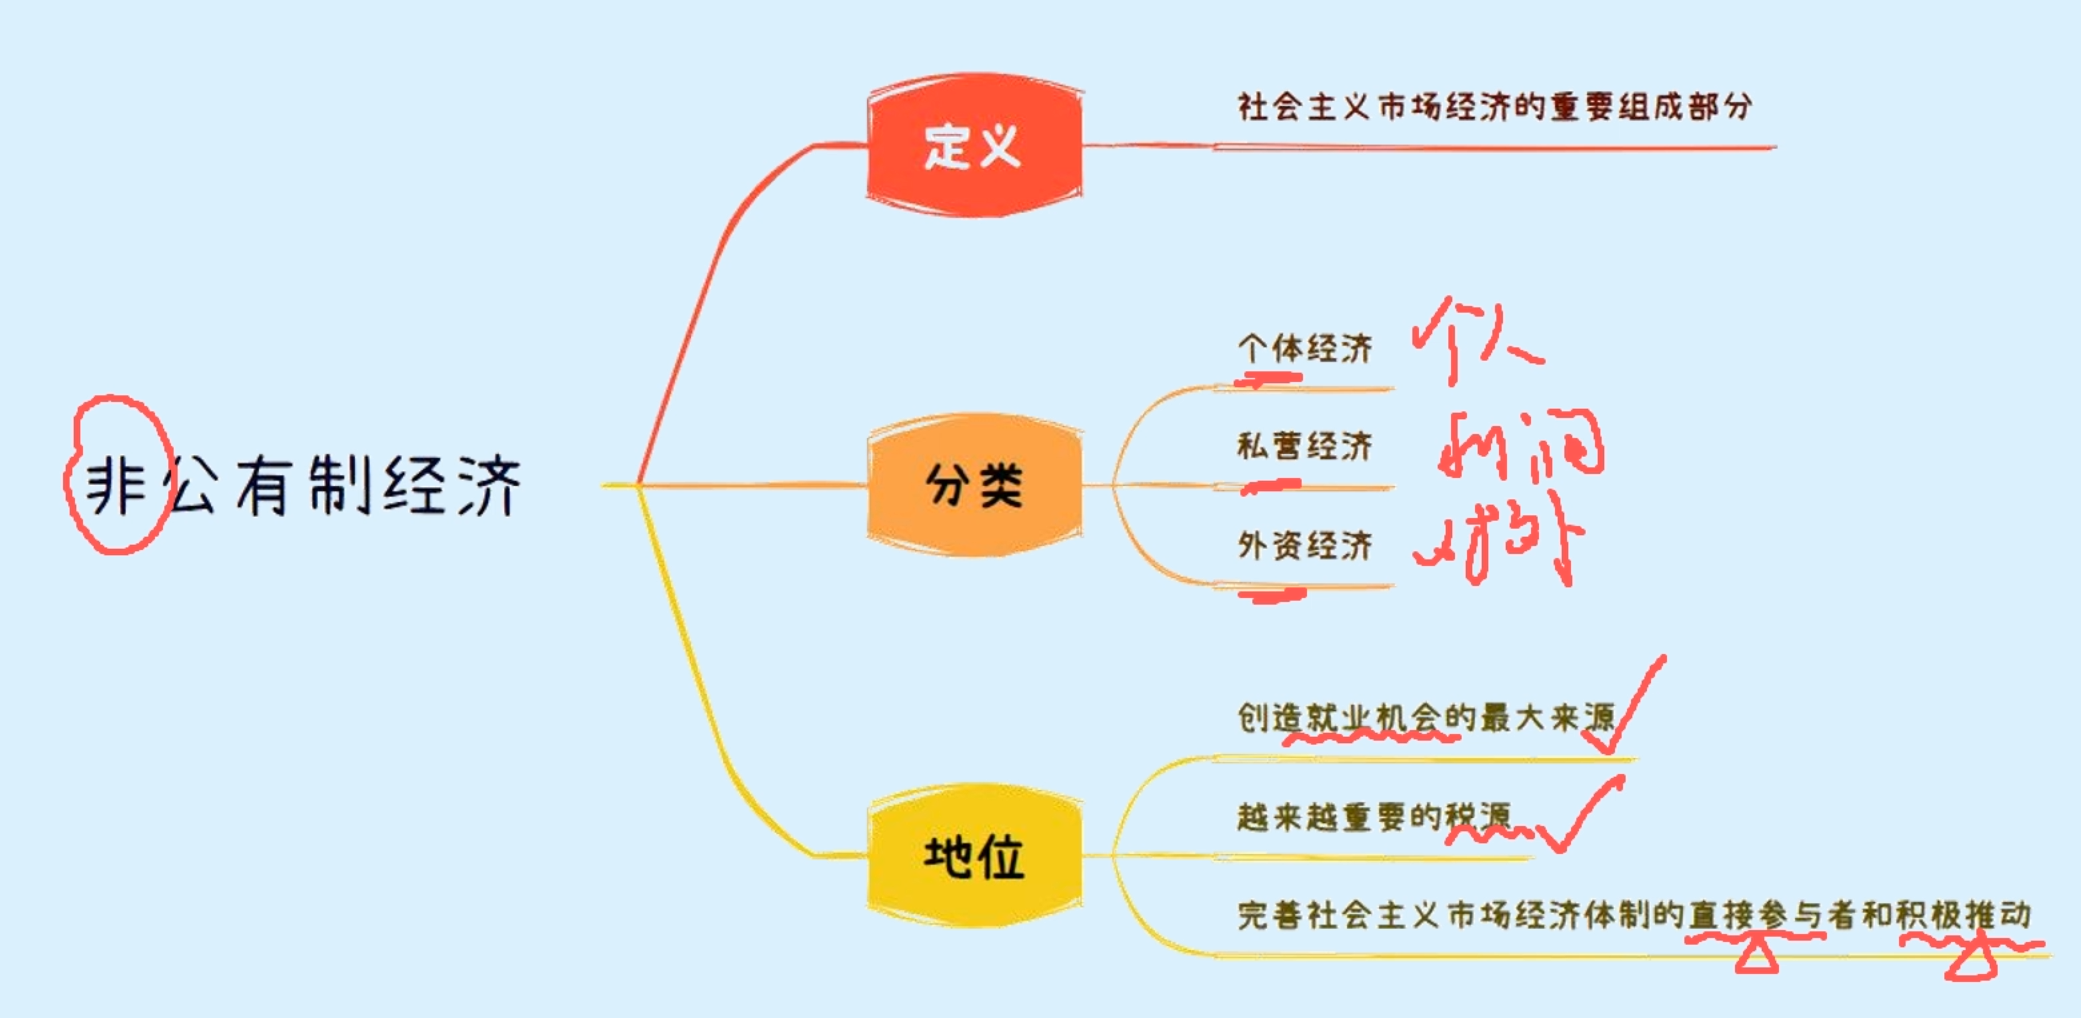 非公有制经济
定义
社会主义市场经济的重要组成部分
分类
个体经济
个人
私营经济
利润
外资经济
境外
地位
创造就业机会的最大来源
越来越重要的税源
完善社会主义市场经济体制的直接参与者和积极推动